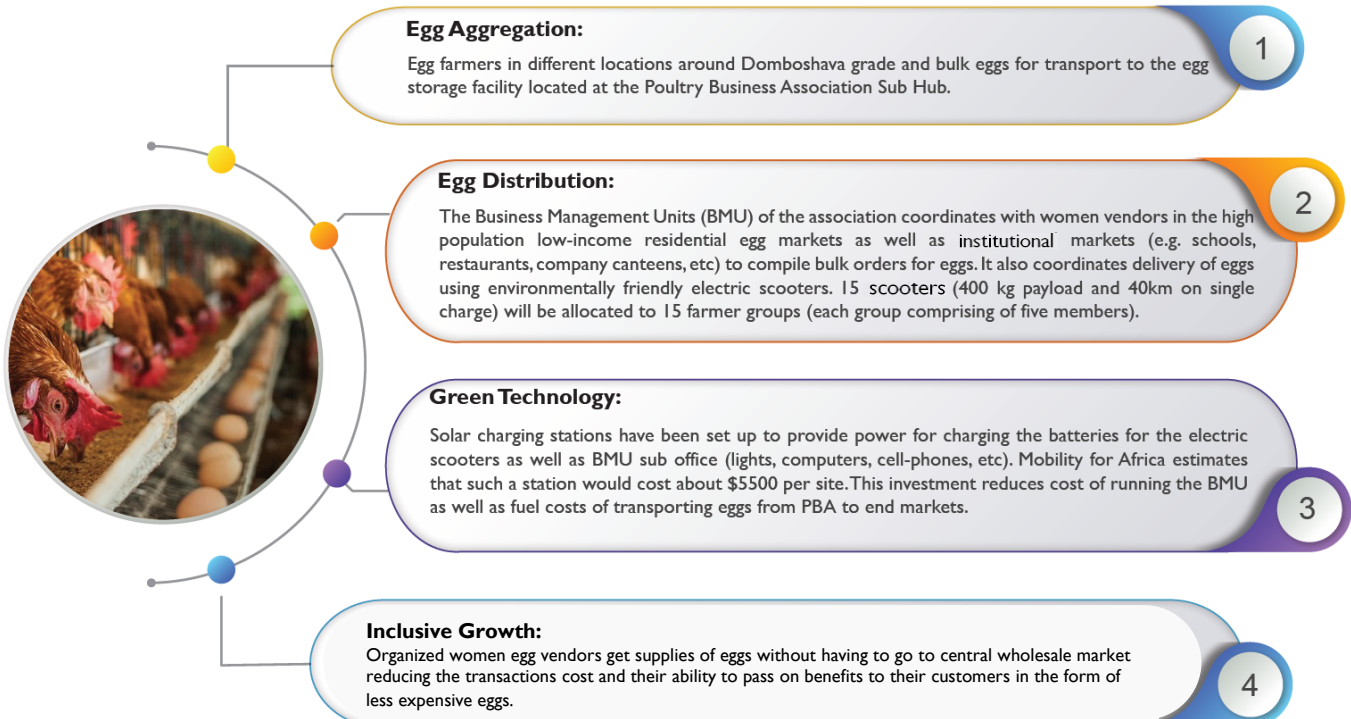 Egg Aggregation:
Egg farmers in different locations around Domboshava grade and bulk eggs for transport to the egg
storage facility located at the Poultry Business Association Sub Hub.
1
Egg Distribution:
The Business Management Units (BMU) of the association coordinates with women vendors in the high
population low-income residential egg markets as well as institutional markets (e.g. schools,
restaurants, company canteens, etc) to compile bulk orders for eggs. It also coordinates delivery of eggs
using environmentally friendly electric scooters. 15 scooters (400 kg payload and 40km on single
charge) will be allocated to 15 farmer groups (each group comprising of five members).
2
Green Technology:
Solar charging stations have been set up to provide power for charging the batteries for the electric
scooters as well as BMU sub office (lights, computers, cell-phones, etc). Mobility for Africa estimates
that such a station would cost about $5500 per site. This investment reduces cost of running the BMU
as well as fuel costs of transporting eggs from PBA to end markets.
3
Inclusive Growth:
Organized women egg vendors get supplies of eggs without having to go to central wholesale market
reducing the transactions cost and their ability to pass on benefits to their customers in the form of
less expensive eggs.
4